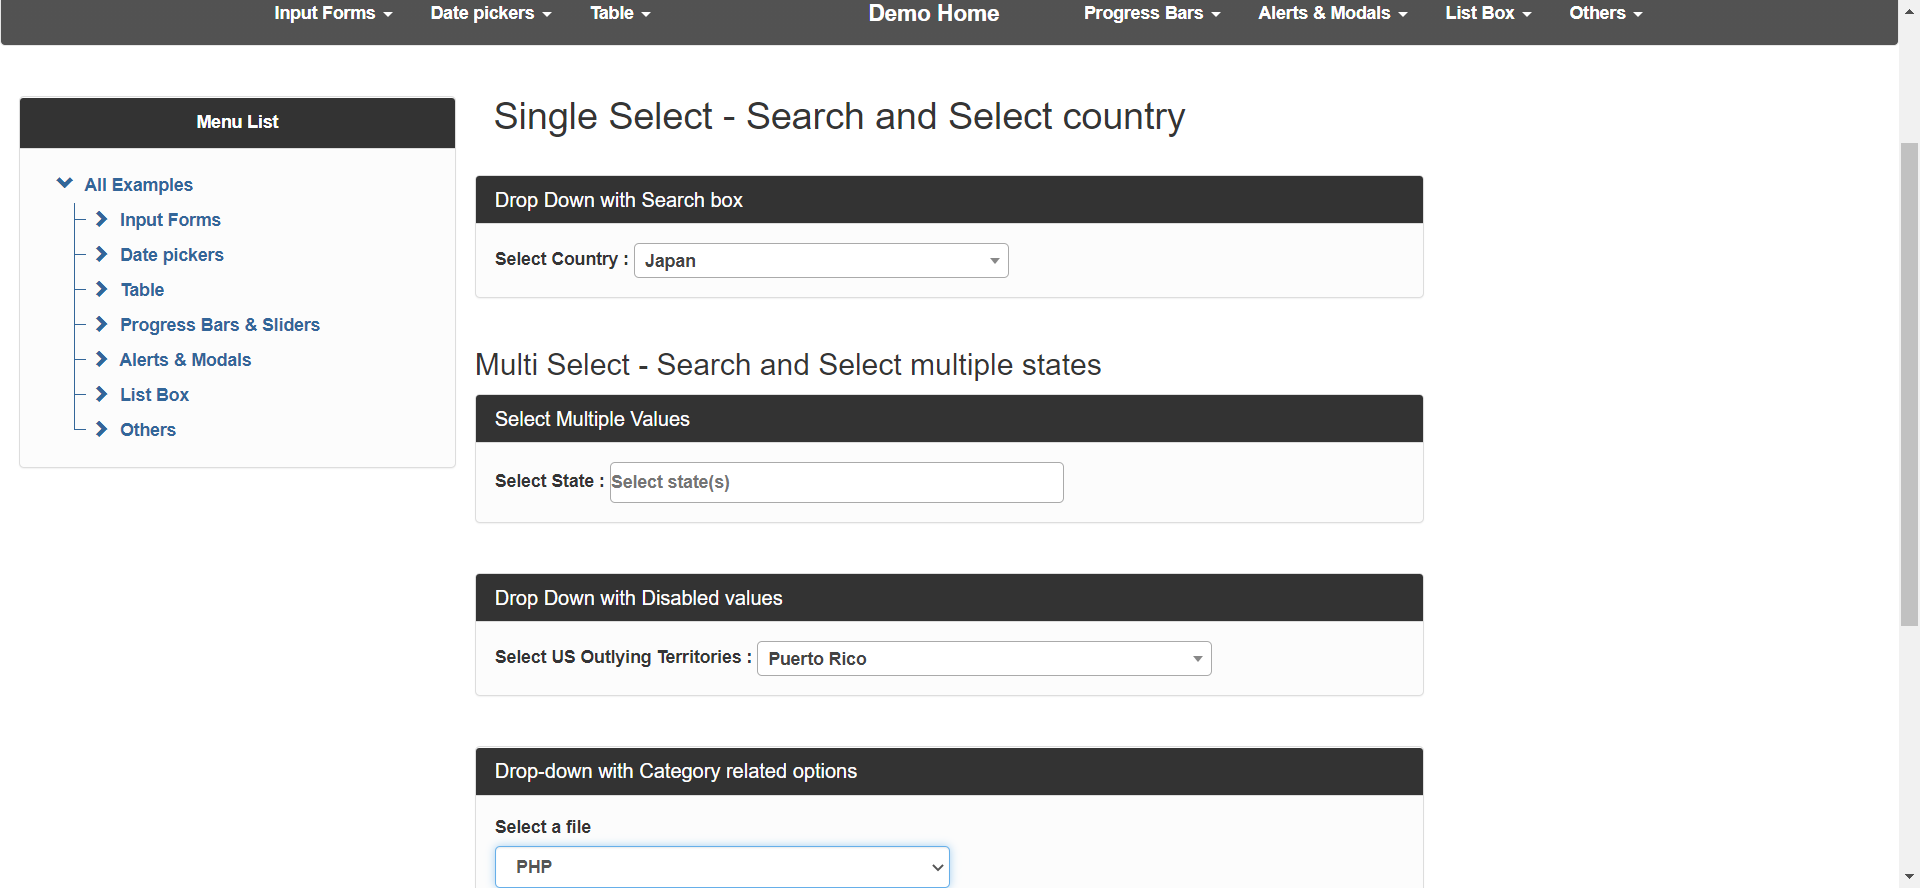 Input Forms Date pickers Table Demo Home Progress Bars Alerts & Modals List Box Others
Menu List
All Examples
Input Forms
Date pickers
Table
Progress Bars & Sliders
Alerts & Modals
List Box
Others
Single Select - Search and Select country
Drop Down with Search box
Select Country : Japan
Multi Select - Search and Select multiple states
Select Multiple Values
Select State : Select state(s)
Drop Down with Disabled values
Select US Outlying Territories : Puerto Rico
Drop-down with Category related options
Select a file
PHP